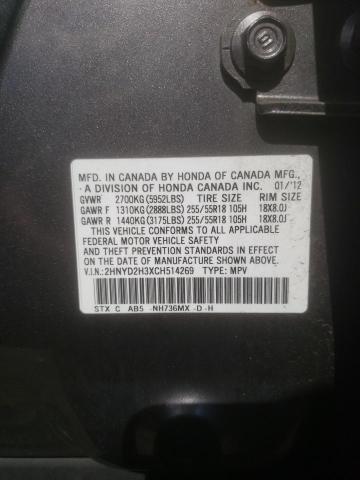 MFD. IN CANADA BY HONDA OF CANADA MFG.,
A DIVISION OF HONDA CANADA INC. 01/'12
GVWR 2700KG(5952LBS) TIRE SIZE RIM SIZE
GAWR F 1310KG(2888LBS) 255/55R18 105H 18X8.0J
GAWR R 1440KG(3175LBS) 255/55R18 105H 18X8.0J
THIS VEHICLE CONFORMS TO ALL APPLICABLE
FEDERAL MOTOR VEHICLE SAFETY
AND THEFT PREVENTION STANDARDS IN EFFECT
ON THE DATE OF MANUFACTURE SHOWN ABOVE.
V.I.N.:2HNYD2H3XCH514269 TYPE: MPV
STX C AB5 -NH736MX -D -H